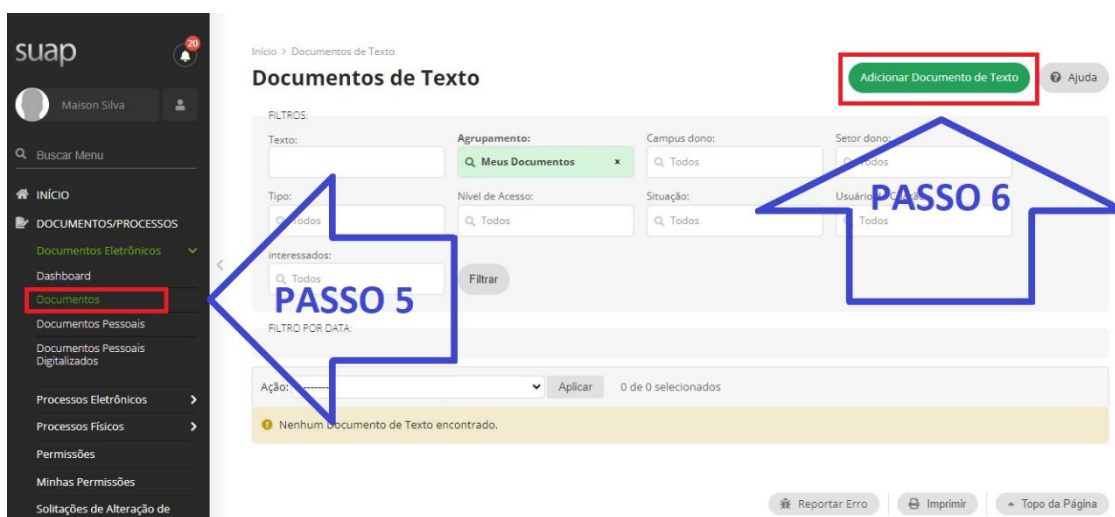 suap
20
Maison Silva
Buscar Menu
INÍCIO
DOCUMENTOS/PROCESSOS
Documentos Eletrônicos
Dashboard
Documentos
Documentos Pessoais
Documentos Pessoais
Digitalizados
Processos Eletrônicos
Processos Físicos
Permissões
Minhas Permissões
Solitações de Alteração de
Início > Documentos de Texto
Documentos de Texto
Adicionar Documento de Texto
Ajuda
FILTROS:
Texto:
Agrupamento:
Meus Documentos x
Campus dono:
Todos
Setor dono:
Todos
Tipo:
Todos
Nível de Acesso:
Todos
Situação:
Todos
Usuário
Todos
interessados:
Todos
Filtrar
PASSO 5
PASSO 6
FILTRO POR DATA:
Ação: --------
Aplicar
0 de 0 selecionados
Nenhum Documento de Texto encontrado.
Reportar Erro
Imprimir
Topo da Página